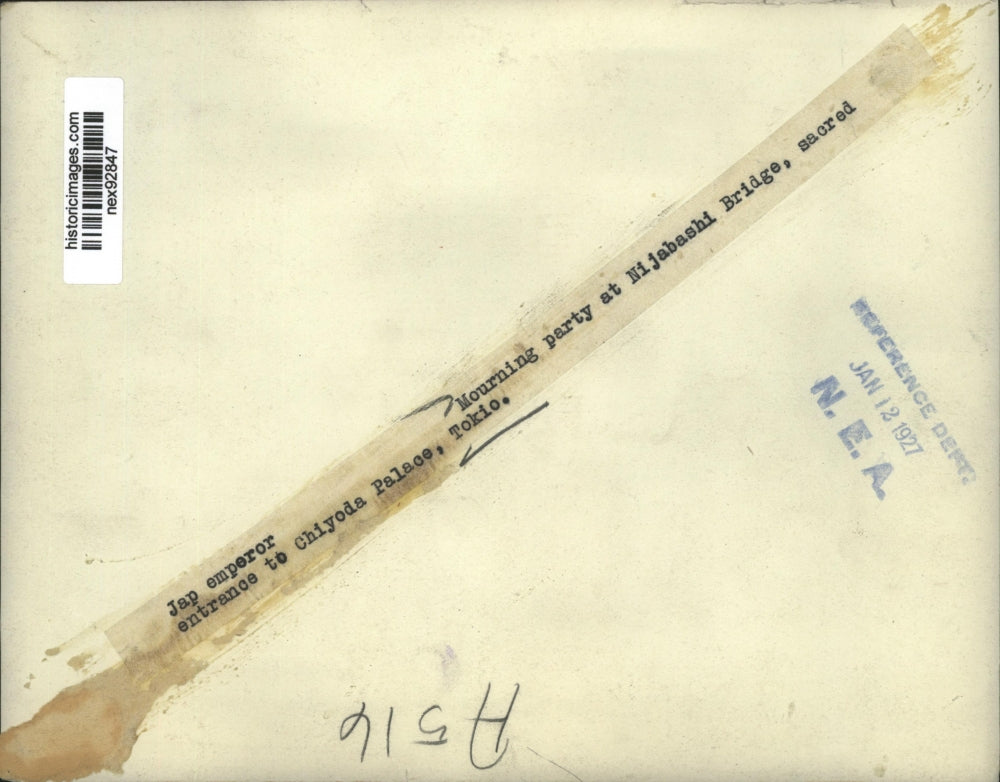 historicimages.com
nex92847
Jap emperor Mourning party at Nijabashi Bridge, sacred
entrance to Chiyoda Palace, Tokio.
REFERENCE DEPT.
JAN 12 1927
N. E. A.
A516